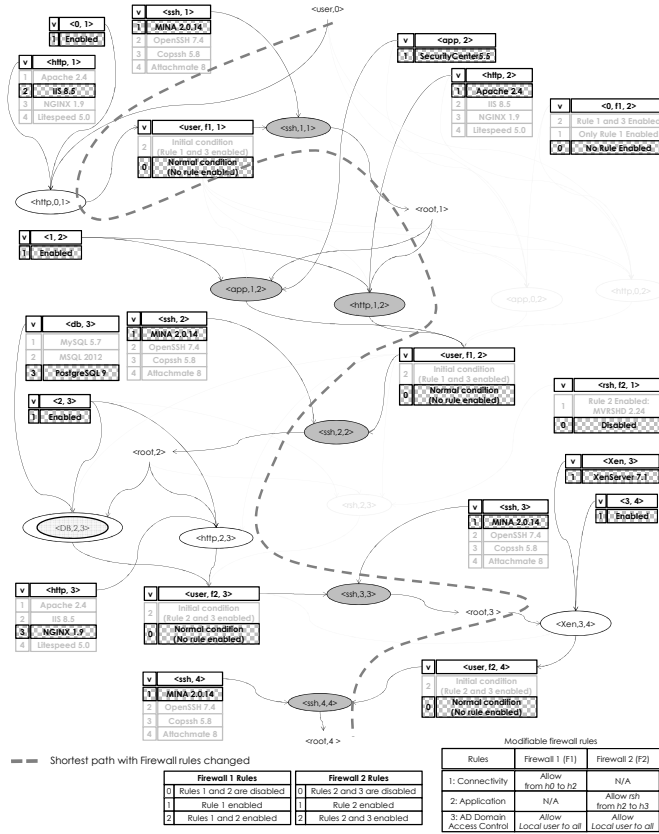 <user,0>
v <0, 1>
1 Enabled
v <ssh, 1>
1 MINA 2.0.14
2 OpenSSH 7.4
3 Copssh 5.8
4 Attachmate 8
v <app, 2>
1 SecurityCenter5.5
v <http, 1>
1 Apache 2.4
2 IIS 8.5
3 NGINX 1.9
4 Litespeed 5.0
v <http, 2>
1 Apache 2.4
2 IIS 8.5
3 NGINX 1.9
4 Litespeed 5.0
v <0, f1, 2>
2 Rule 1 and 3 Enabled
1 Only Rule 1 Enabled
0 No Rule Enabled
v <user, f1, 1>
2 Initial condition
(Rule 1 and 3 enabled)
0 Normal condition
(No rule enabled)
<ssh,1,1>
<http,0,1>
<root,1>
v <1, 2>
1 Enabled
<app,1,2>
<http,1,2>
<app,0,2>
<http,0,2>
v <db, 3>
1 MySQL 5.7
2 MSQL 2012
3 PostgreSQL 9
v <ssh, 2>
1 MINA 2.0.14
2 OpenSSH 7.4
3 Copssh 5.8
4 Attachmate 8
v <user, f1, 2>
2 Initial condition
(Rule 1 and 3 enabled)
0 Normal condition
(No rule enabled)
v <rsh, f2, 1>
1 Rule 2 Enabled:
MVRSHD 2.24
0 Disabled
v <2, 3>
1 Enabled
<ssh,2,2>
<root,2>
v <Xen, 3>
1 XenServer 7.1
<rsh,2,3>
v <ssh, 3>
1 MINA 2.0.14
2 OpenSSH 7.4
3 Copssh 5.8
4 Attachmate 8
v <3, 4>
1 Enabled
<DB,2,3>
<http,2,3>
v <http, 3>
1 Apache 2.4
2 IIS 8.5
3 NGINX 1.9
4 Litespeed 5.0
v <user, f2, 3>
2 Initial condition
(Rule 2 and 3 enabled)
0 Normal condition
(No rule enabled)
<ssh,3,3>
<root,3 >
<Xen,3,4>
v <user, f2, 4>
2 Initial condition
(Rule 2 and 3 enabled)
0 Normal condition
(No rule enabled)
v <ssh, 4>
1 MINA 2.0.14
2 OpenSSH 7.4
3 Copssh 5.8
4 Attachmate 8
<ssh,4,4>
<root,4 >
Shortest path with Firewall rules changed
Firewall 1 Rules
0 Rules 1 and 2 are disabled
1 Rule 1 enabled
2 Rules 1 and 2 enabled
Firewall 2 Rules
0 Rules 2 and 3 are disabled
1 Rule 2 enabled
2 Rules 2 and 3 enabled
Modifiable firewall rules
Rules Firewall 1 (F1) Firewall 2 (F2)
1: Connectivity Allow from h0 to h2 N/A
2: Application N/A Allow rsh from h2 to h3
3: AD Domain Access Control Allow Local user to all Allow Local user to all